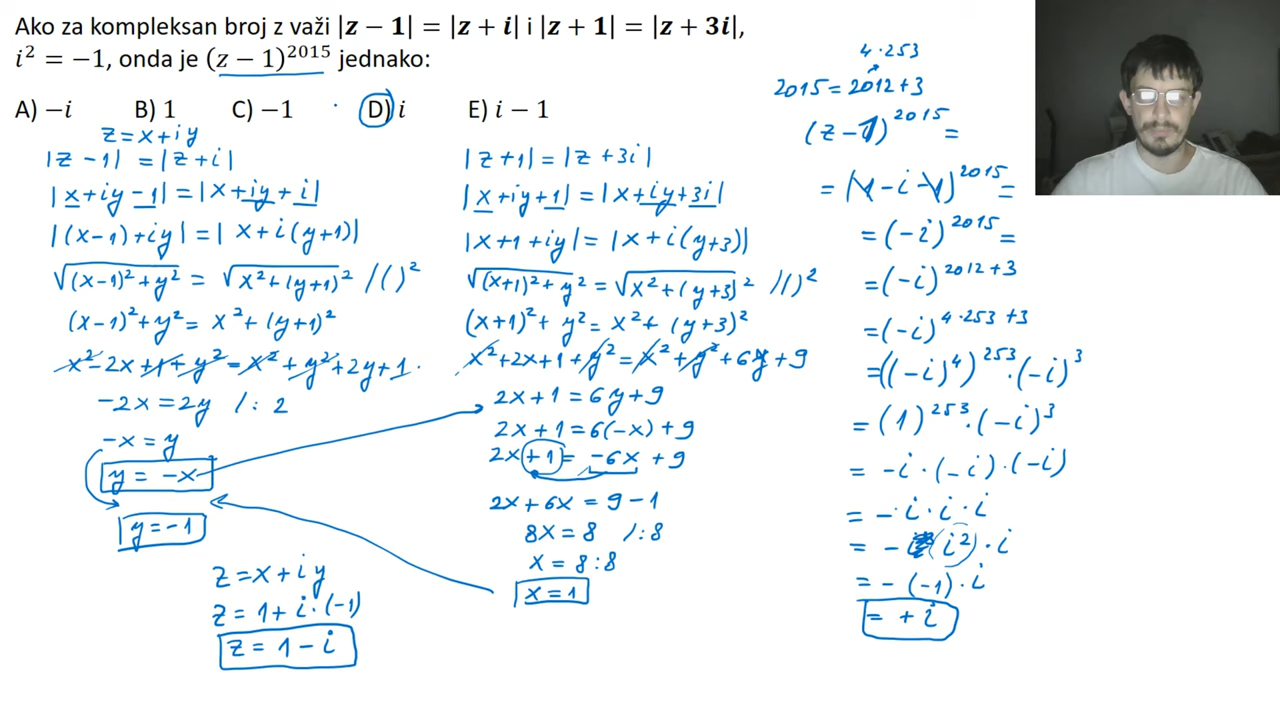 Ako za kompleksan broj z važi |z − 1| = |z + i| i |z + 1| = |z + 3i|,
i² = −1, onda je (z − 1)²⁰¹⁵ jednako:
A) −i B) 1 C) −1 D) i E) i − 1
z = x + iy
|z − 1| = |z + i|
|x + iy − 1| = |x + iy + i|
|(x−1) + iy| = |x + i(y+1)|
√((x−1)² + y²) = √(x² + (y+1)²) /()²
(x−1)² + y² = x² + (y+1)²
x² − 2x + 1 + y² = x² + y² + 2y + 1
−2x = 2y /: 2
−x = y
y = −x
y = −1
z = x + iy
z = 1 + i·(−1)
z = 1 − i
|z + 1| = |z + 3i|
|x + iy + 1| = |x + iy + 3i|
|x + 1 + iy| = |x + i(y+3)|
√((x+1)² + y²) = √(x² + (y+3)²) /()²
(x+1)² + y² = x² + (y+3)²
x² + 2x + 1 + y² = x² + y² + 6y + 9
2x + 1 = 6y + 9
2x + 1 = 6(−x) + 9
2x + 1 = −6x + 9
2x + 6x = 9 − 1
8x = 8 /: 8
x = 8 : 8
x = 1
4·253
2015 = 2012 + 3
(z − 1)²⁰¹⁵ =
= (1 − i − 1)²⁰¹⁵ =
= (−i)²⁰¹⁵ =
= (−i)²⁰¹²⁺³
= (−i)⁴·²⁵³⁺³
= ((−i)⁴)²⁵³ · (−i)³
= (1)²⁵³ · (−i)³
= −i · (−i) · (−i)
= − i · i · i
= − (i²) · i
= − (−1) · i
= + i